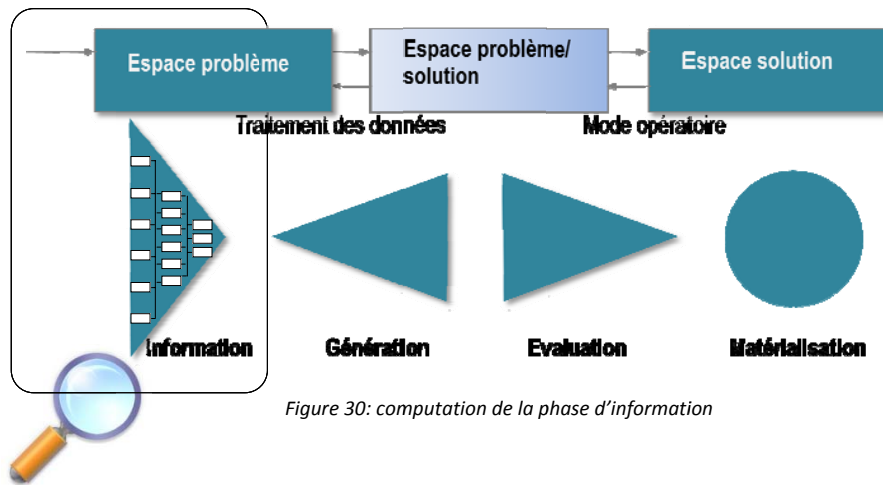 Espace problème
Espace problème/
solution
Espace solution
Traitement des données
Mode opératoire
Information
Génération
Evaluation
Matérialisation
Figure 30: computation de la phase d’information